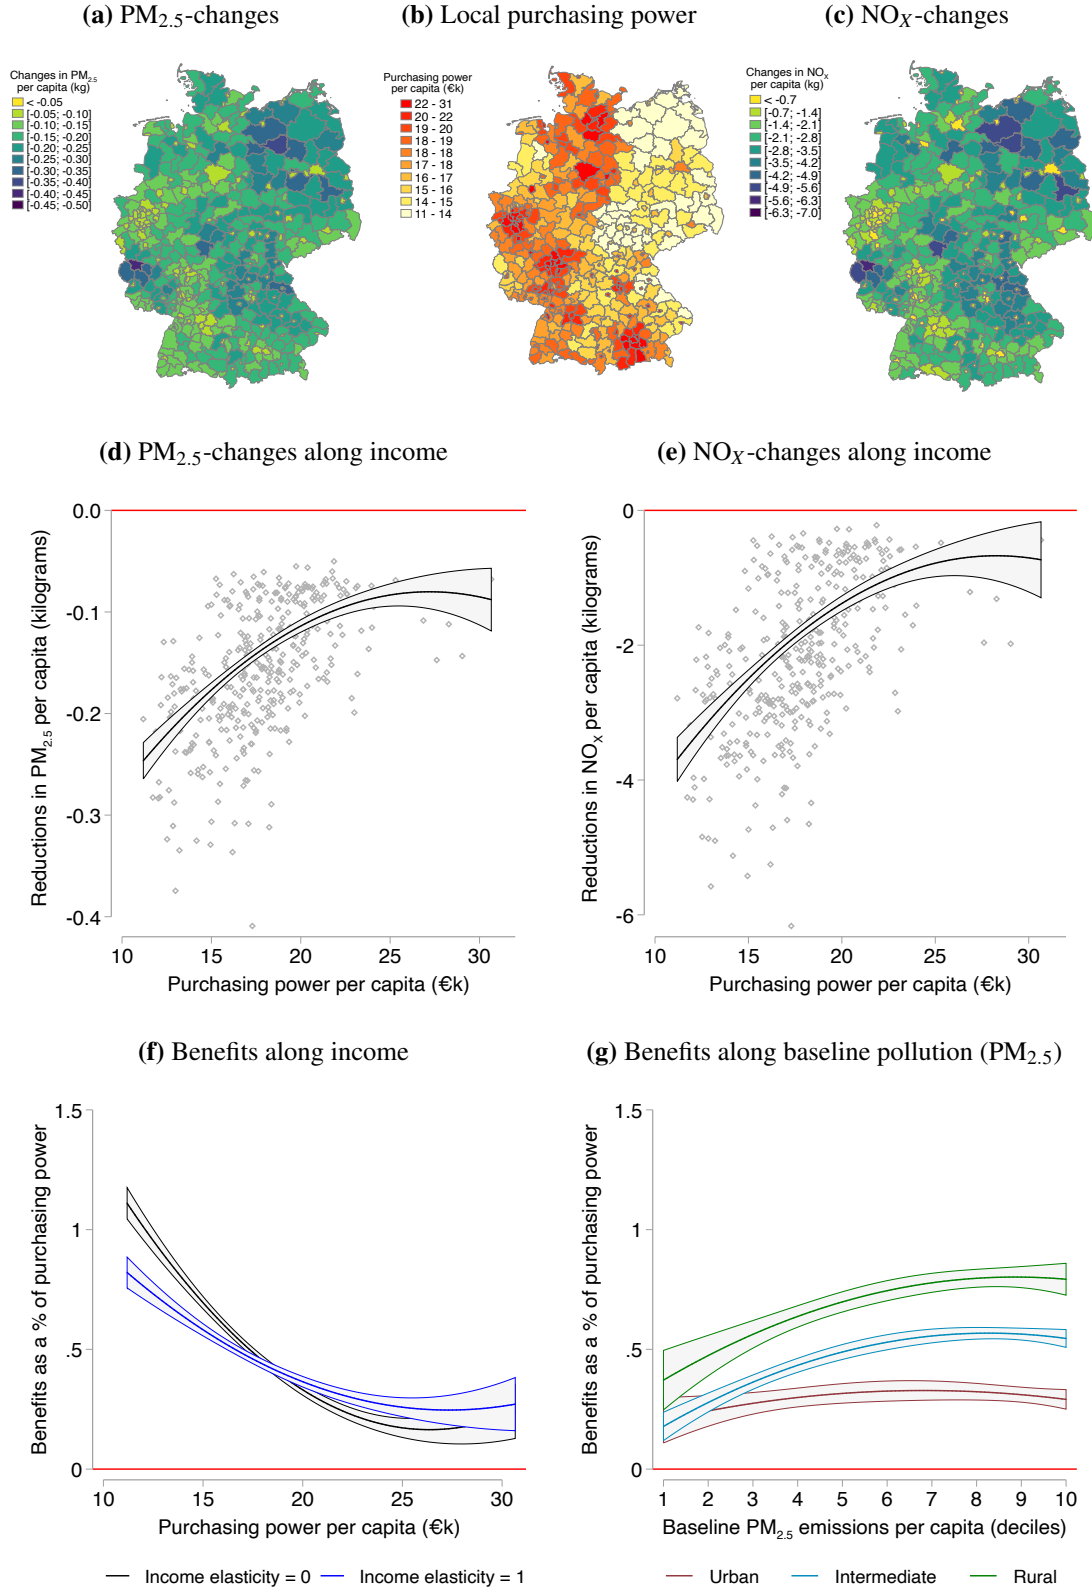 (a) PM2.5-changes
(b) Local purchasing power
(c) NOX-changes
Changes in PM2.5
per capita (kg)
< -0.05
[-0.05; -0.10]
[-0.10; -0.15]
[-0.15; -0.20]
[-0.20; -0.25]
[-0.25; -0.30]
[-0.30; -0.35]
[-0.35; -0.40]
[-0.40; -0.45]
[-0.45; -0.50]
Purchasing power
per capita (€k)
22 - 31
20 - 22
19 - 20
18 - 19
18 - 18
17 - 18
16 - 17
15 - 16
14 - 15
11 - 14
Changes in NOX
per capita (kg)
< -0.7
[-0.7; -1.4]
[-1.4; -2.1]
[-2.1; -2.8]
[-2.8; -3.5]
[-3.5; -4.2]
[-4.2; -4.9]
[-4.9; -5.6]
[-5.6; -6.3]
[-6.3; -7.0]
(d) PM2.5-changes along income
Reductions in PM2.5 per capita (kilograms)
0.0
-0.1
-0.2
-0.3
-0.4
10 15 20 25 30
Purchasing power per capita (€k)
(e) NOX-changes along income
Reductions in NOX per capita (kilograms)
0
-2
-4
-6
10 15 20 25 30
Purchasing power per capita (€k)
(f) Benefits along income
Benefits as a % of purchasing power
1.5
1
.5
0
10 15 20 25 30
Purchasing power per capita (€k)
Income elasticity = 0 Income elasticity = 1
(g) Benefits along baseline pollution (PM2.5)
Benefits as a % of purchasing power
1.5
1
.5
0
1 2 3 4 5 6 7 8 9 10
Baseline PM2.5 emissions per capita (deciles)
Urban Intermediate Rural